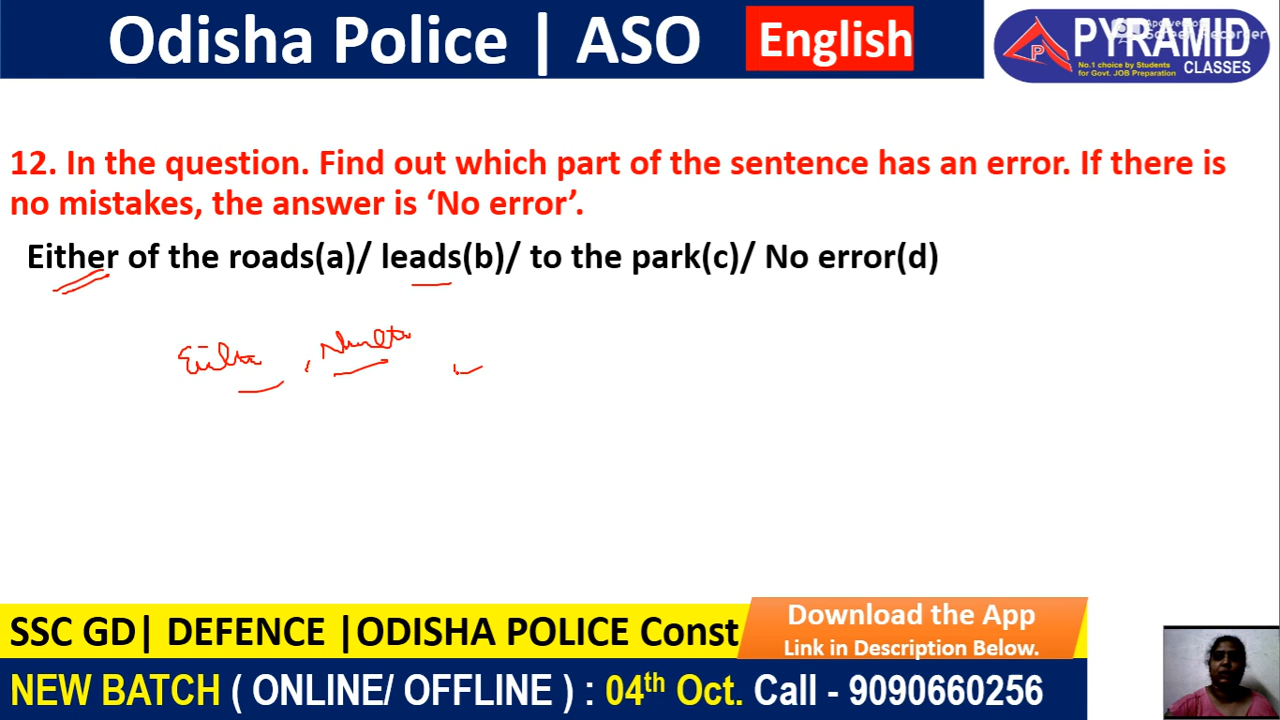 Odisha Police | ASO English
PYRAMID
CLASSES
No.1 choice by Students
for Govt. JOB Preparation
12. In the question. Find out which part of the sentence has an error. If there is
no mistakes, the answer is ‘No error’.
Either of the roads(a)/ leads(b)/ to the park(c)/ No error(d)
SSC GD| DEFENCE |ODISHA POLICE Const
Download the App
Link in Description Below.
NEW BATCH ( ONLINE/ OFFLINE ) : 04th Oct. Call - 9090660256